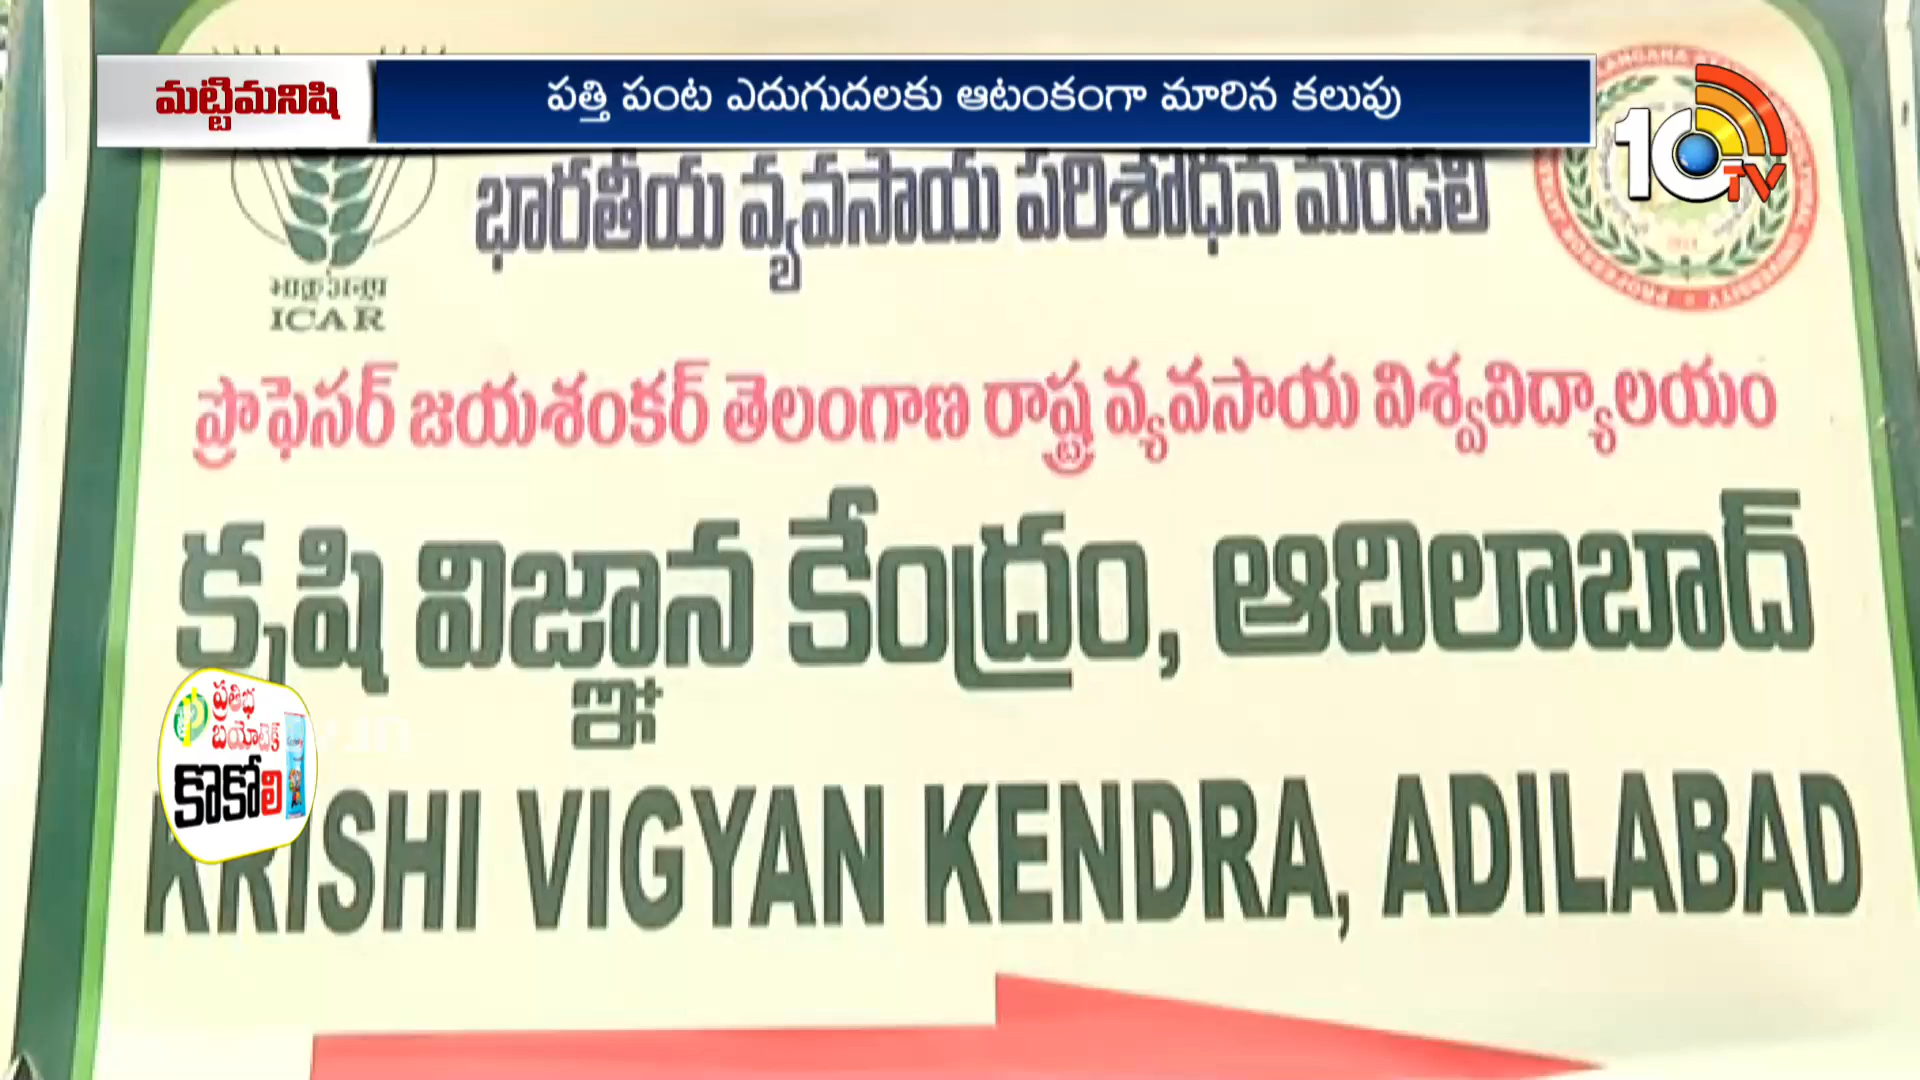 మట్టిమనిషి
పత్తి పంట ఎదుగుదలకు ఆటంకంగా మారిన కలుపు
10TV
భారతీయ వ్యవసాయ పరిశోధన మండలి
भाकृअनुप
ICAR
ప్రొఫెసర్ జయశంకర్ తెలంగాణ రాష్ట్ర వ్యవసాయ విశ్వవిద్యాలయం
కృషి విజ్ఞాన కేంద్రం, ఆదిలాబాద్
ప్రతిభ
బయోటెక్
కొకోలి
KRISHI VIGYAN KENDRA, ADILABAD